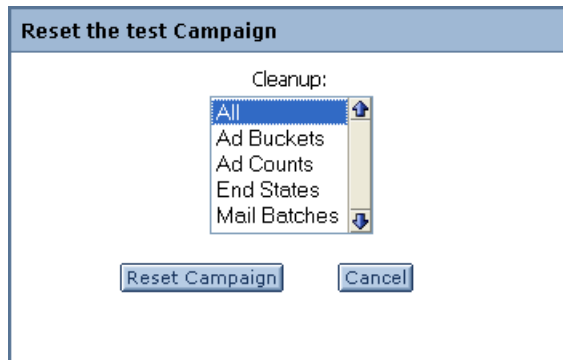 Reset the test Campaign
Cleanup:
All
Ad Buckets
Ad Counts
End States
Mail Batches
Reset Campaign Cancel